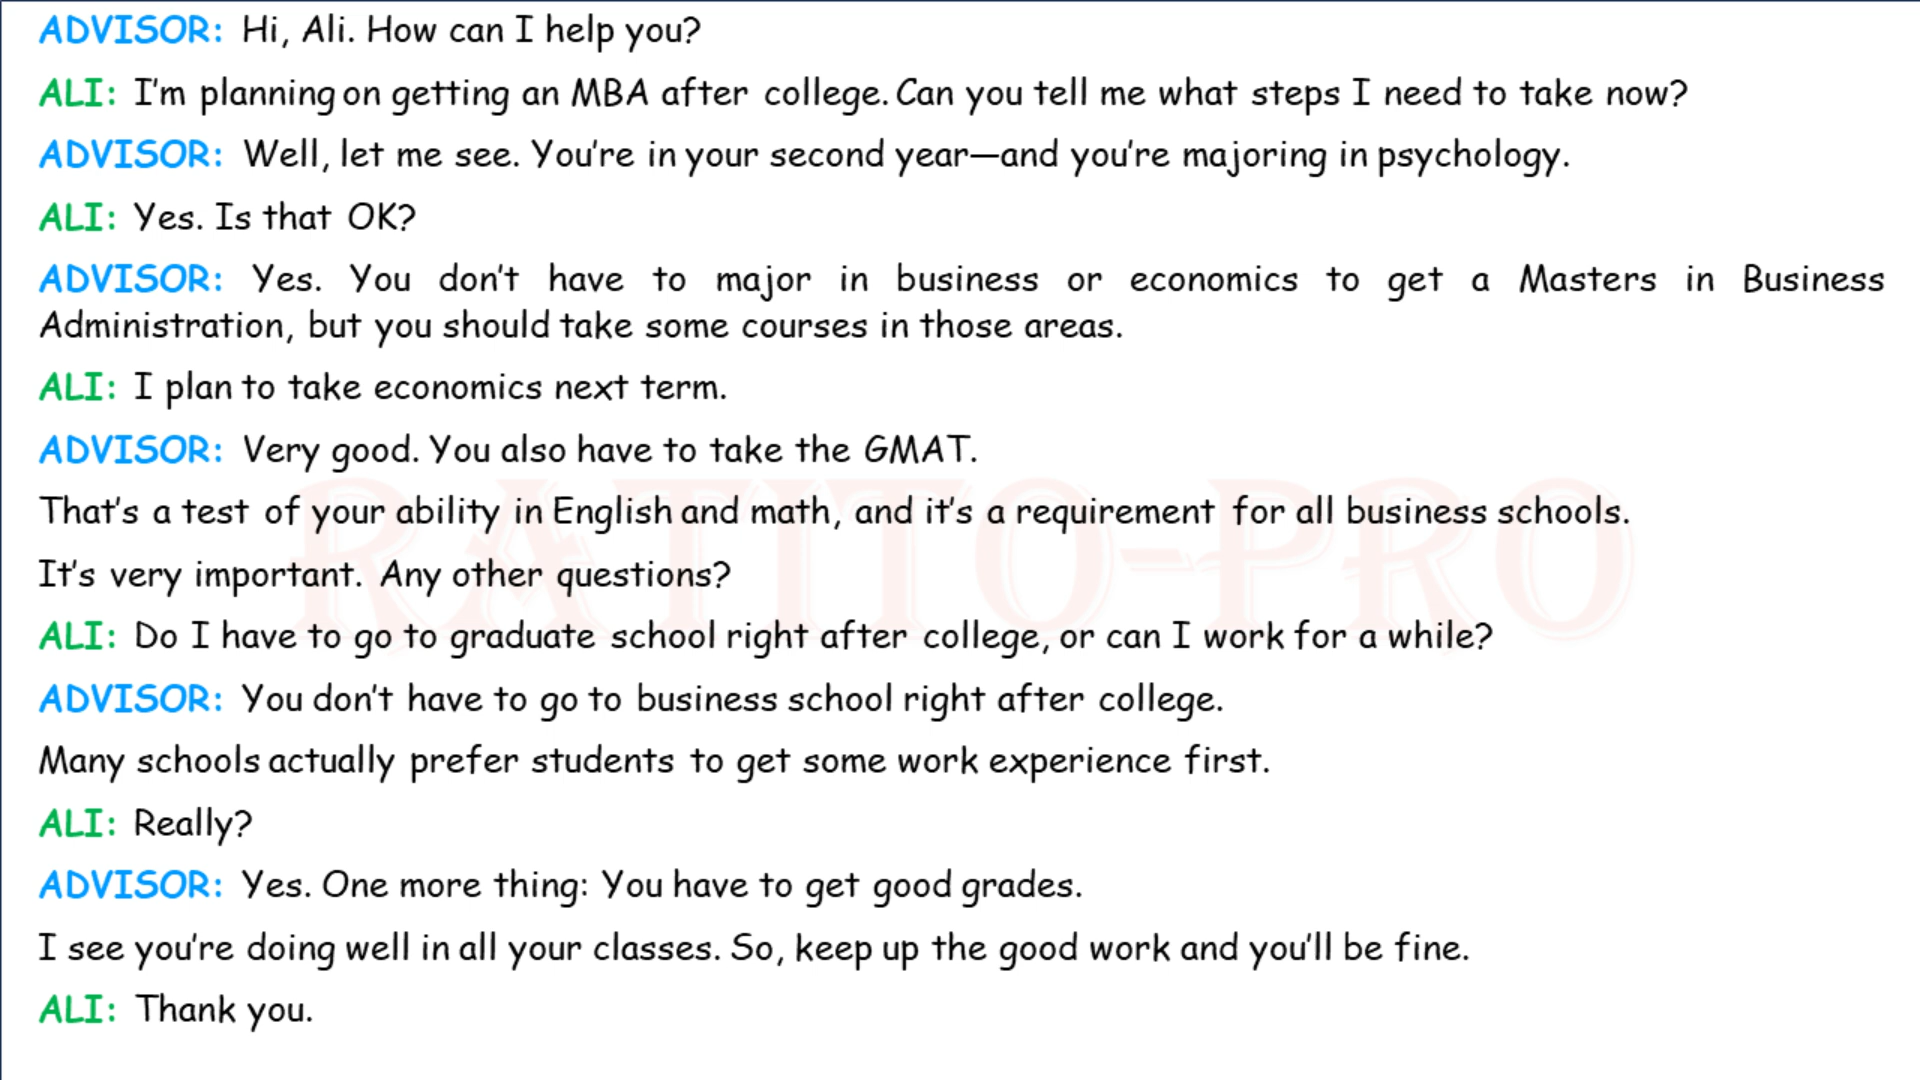 ADVISOR: Hi, Ali. How can I help you?
ALI: I'm planning on getting an MBA after college. Can you tell me what steps I need to take now?
ADVISOR: Well, let me see. You're in your second year—and you're majoring in psychology.
ALI: Yes. Is that OK?
ADVISOR: Yes. You don't have to major in business or economics to get a Masters in Business
Administration, but you should take some courses in those areas.
ALI: I plan to take economics next term.
ADVISOR: Very good. You also have to take the GMAT.
That's a test of your ability in English and math, and it's a requirement for all business schools.
It's very important. Any other questions?
RATITO-PRO
ALI: Do I have to go to graduate school right after college, or can I work for a while?
ADVISOR: You don't have to go to business school right after college.
Many schools actually prefer students to get some work experience first.
ALI: Really?
ADVISOR: Yes. One more thing: You have to get good grades.
I see you're doing well in all your classes. So, keep up the good work and you'll be fine.
ALI: Thank you.